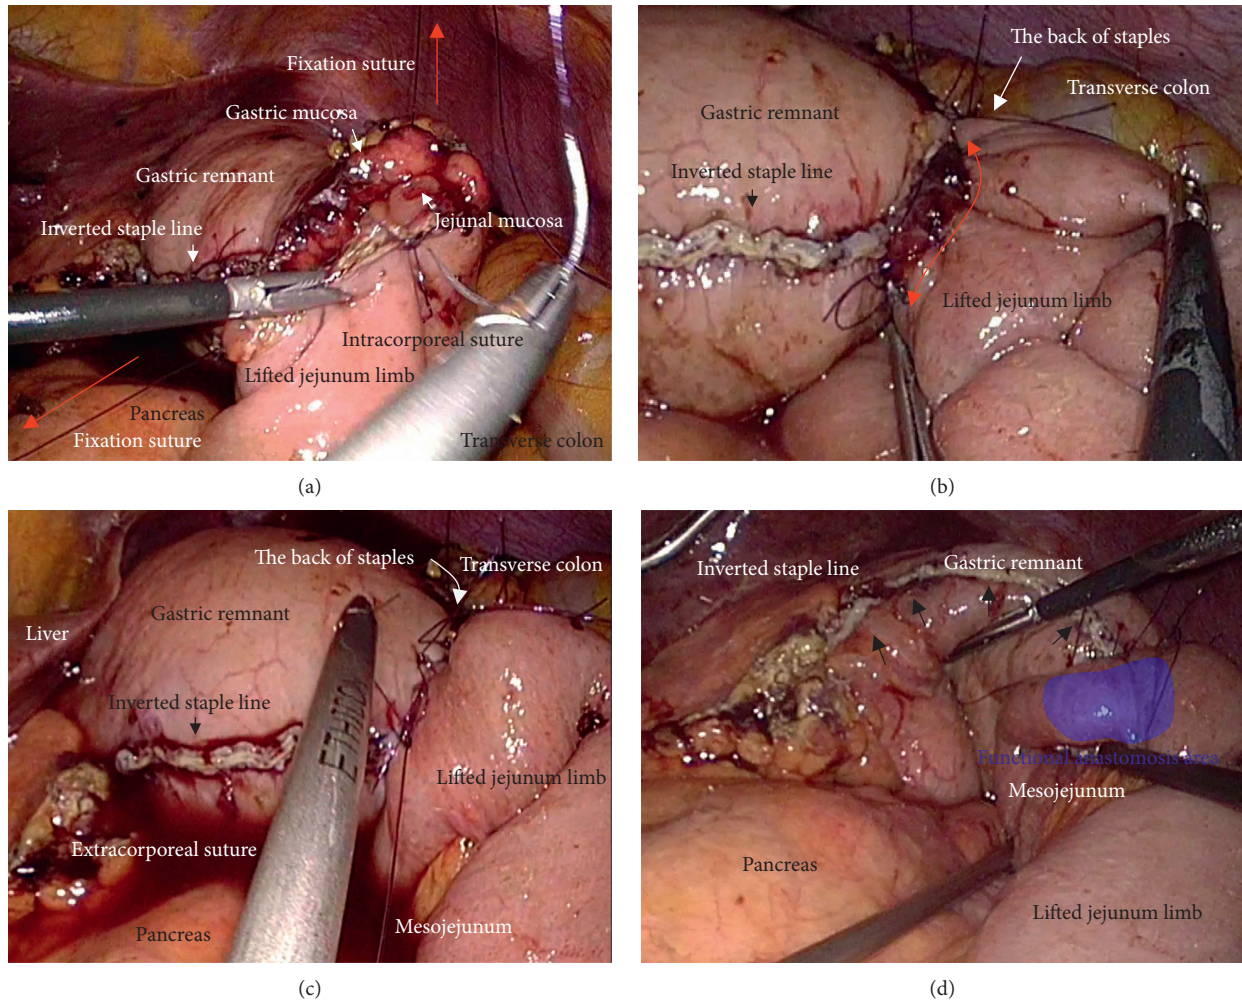 Fixation suture
Gastric mucosa
Gastric remnant
Jejunal mucosa
Inverted staple line
Intracorporeal suture
Lifted jejunum limb
Pancreas
Fixation suture
Transverse colon
(a)
The back of staples
Transverse colon
Gastric remnant
Inverted staple line
Lifted jejunum limb
(b)
The back of staples
Transverse colon
Gastric remnant
Liver
Inverted staple line
ETHICON
Lifted jejunum limb
Extracorporeal suture
Mesojejunum
Pancreas
(c)
Gastric remnant
Inverted staple line
Functional anastomosis area
Mesojejunum
Pancreas
Lifted jejunum limb
(d)